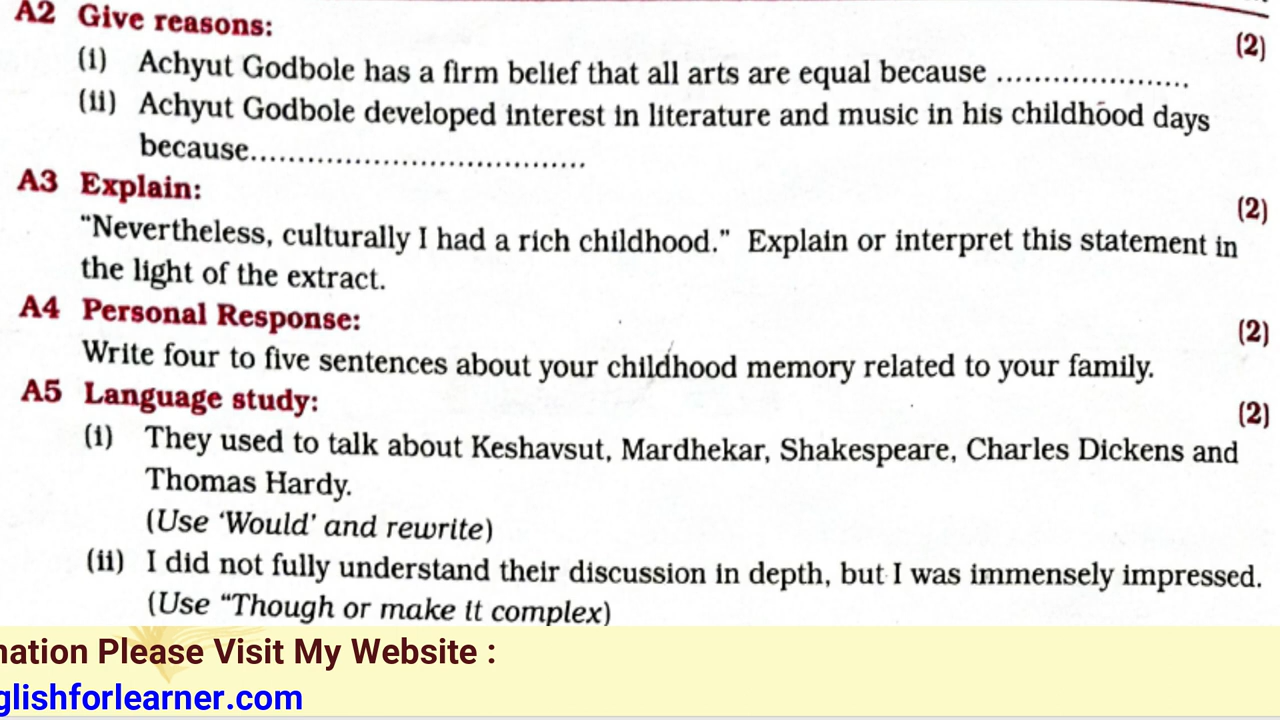 A2 Give reasons:
(2)
(i) Achyut Godbole has a firm belief that all arts are equal because .....................
(ii) Achyut Godbole developed interest in literature and music in his childhood days
because...................................
A3 Explain:
(2)
"Nevertheless, culturally I had a rich childhood." Explain or interpret this statement in
the light of the extract.
A4 Personal Response:
(2)
Write four to five sentences about your childhood memory related to your family.
A5 Language study:
(2)
(i) They used to talk about Keshavsut, Mardhekar, Shakespeare, Charles Dickens and
Thomas Hardy.
(Use 'Would' and rewrite)
(ii) I did not fully understand their discussion in depth, but I was immensely impressed.
(Use "Though or make it complex)
Please Visit My Website :
glishforlearner.com